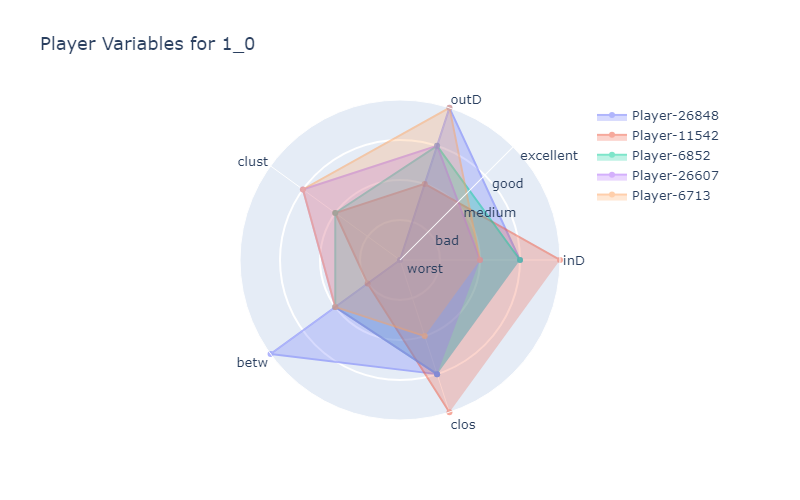 Player Variables for 1_0
outD
Player-26848
Player-11542
Player-6852
Player-26607
Player-6713
clust
excellent
good
medium
bad
worst
inD
betw
clos